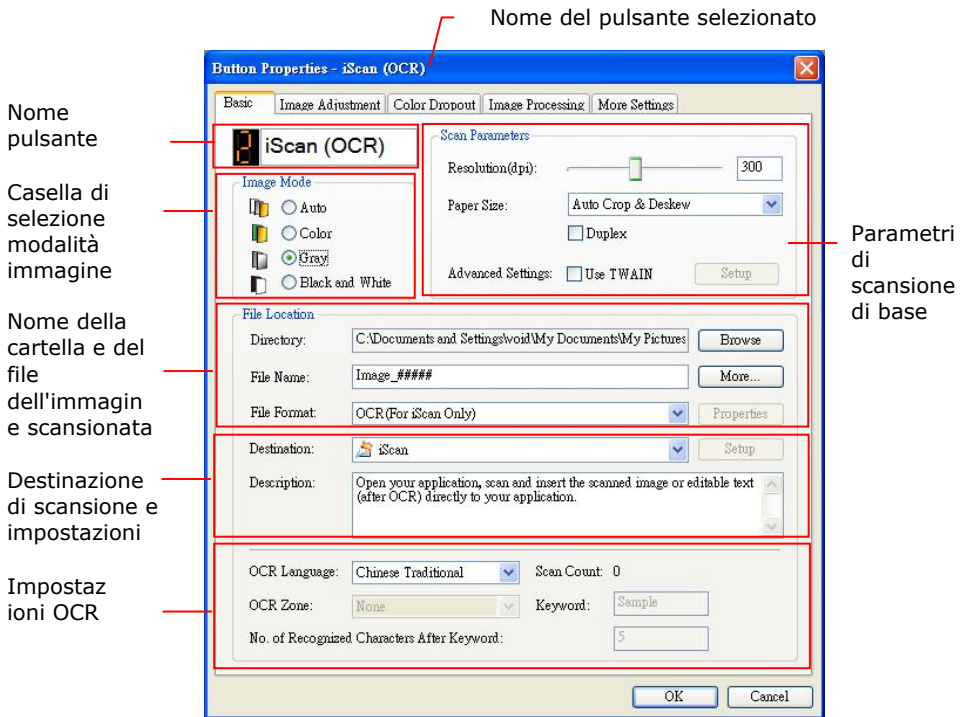 Nome del pulsante selezionato
Button Properties - iScan (OCR)
Basic Image Adjustment Color Dropout Image Processing More Settings
Nome
pulsante
iScan (OCR)
Casella di
selezione
modalità
immagine
Image Mode
Auto
Color
Gray
Black and White
Scan Parameters
Resolution(dpi): 300
Paper Size: Auto Crop & Deskew
Duplex
Advanced Settings: Use TWAIN Setup
Parametri
di
scansione
di base
Nome della
cartella e del
file
dell'immagin
e scansionata
File Location
Directory: C:\Documents and Settings\void\My Documents\My Pictures Browse
File Name: Image_##### More...
File Format: OCR(For iScan Only) Properties
Destinazione
di scansione e
impostazioni
Destination: iScan Setup
Description: Open your application, scan and insert the scanned image or editable text
(after OCR) directly to your application.
Impostaz
ioni OCR
OCR Language: Chinese Traditional Scan Count: 0
OCR Zone: None Keyword: Sample
No. of Recognized Characters After Keyword: 5
OK Cancel